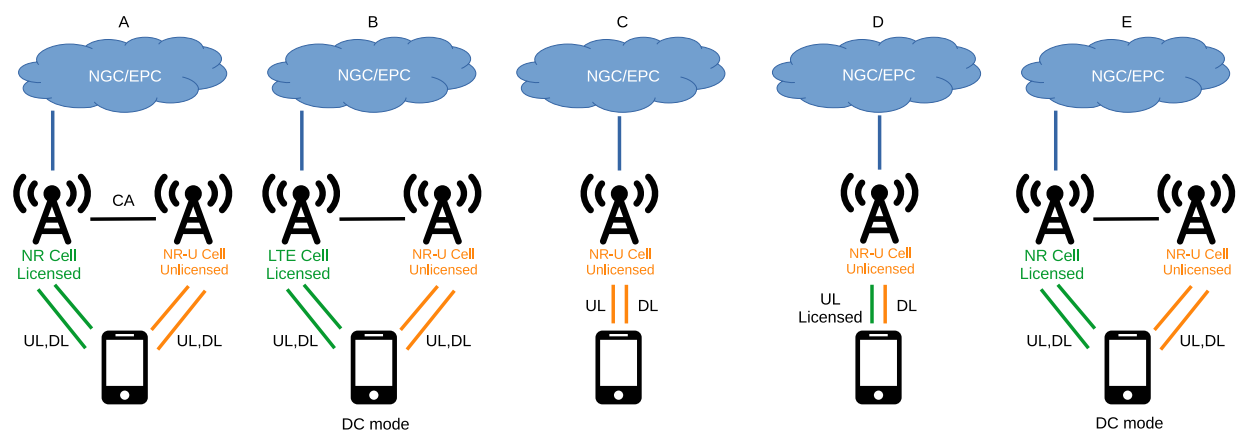 A
B
C
D
E
NGC/EPC
NGC/EPC
NGC/EPC
NGC/EPC
NGC/EPC
CA
NR Cell
Licensed
NR-U Cell
Unlicensed
LTE Cell
Licensed
NR-U Cell
Unlicensed
NR-U Cell
Unlicensed
NR-U Cell
Unlicensed
NR Cell
Licensed
NR-U Cell
Unlicensed
UL,DL
UL,DL
UL,DL
UL,DL
UL
DL
UL
Licensed
DL
UL,DL
UL,DL
DC mode
DC mode